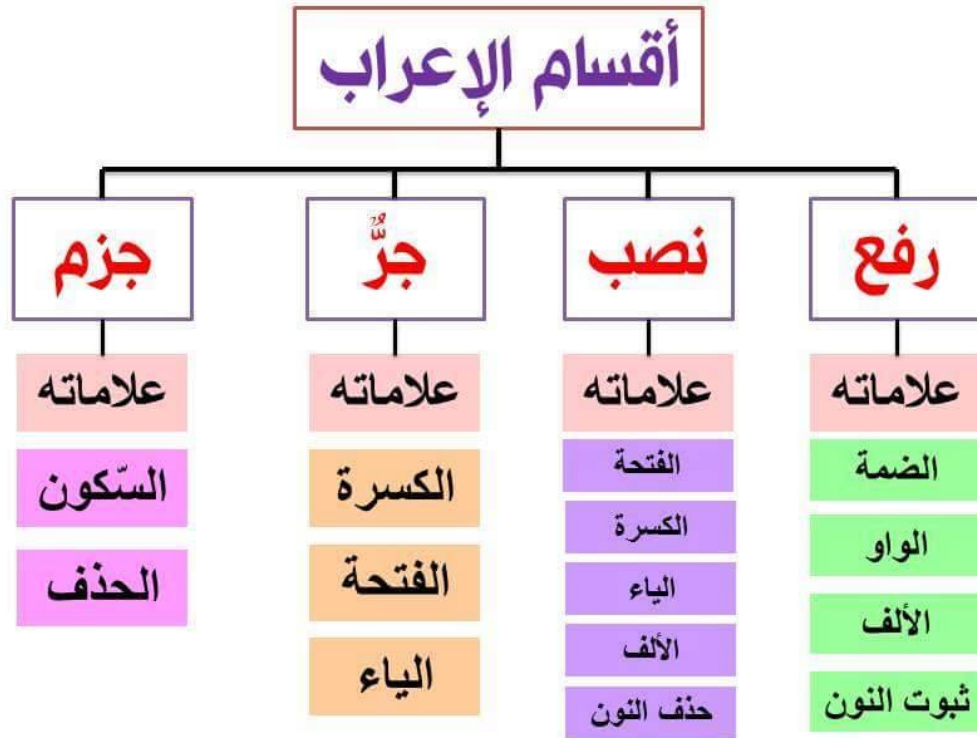 أقسام الإعراب
رفع
علاماته
الضمة
الواو
الألف
ثبوت النون
نصب
علاماته
الفتحة
الكسرة
الياء
الألف
حذف النون
جرٌّ
علاماته
الكسرة
الفتحة
الياء
جزم
علاماته
السّكون
الحذف